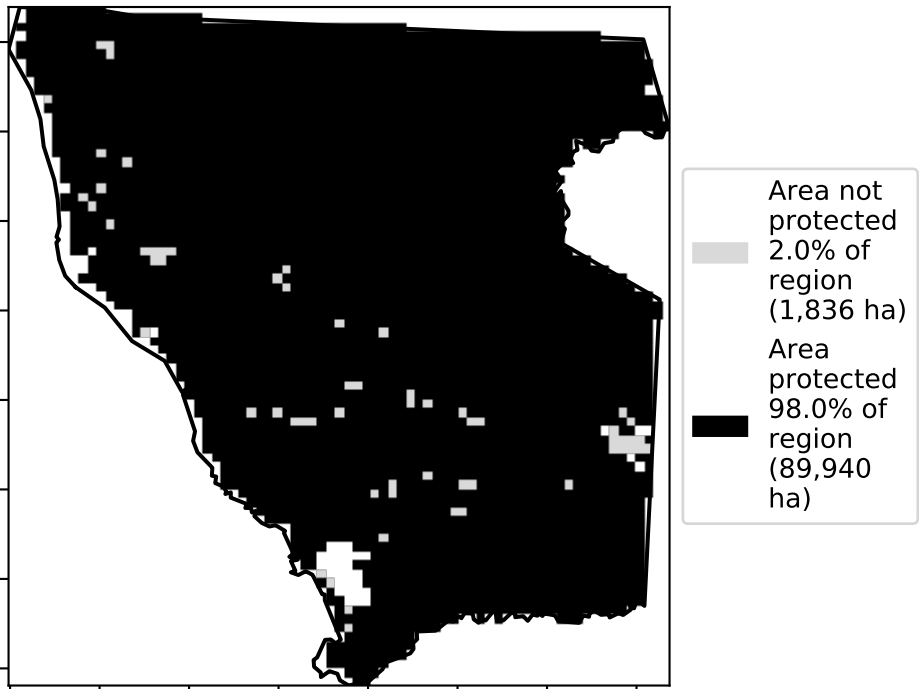 Area not
protected
2.0% of
region
(1,836 ha)
Area
protected
98.0% of
region
(89,940
ha)